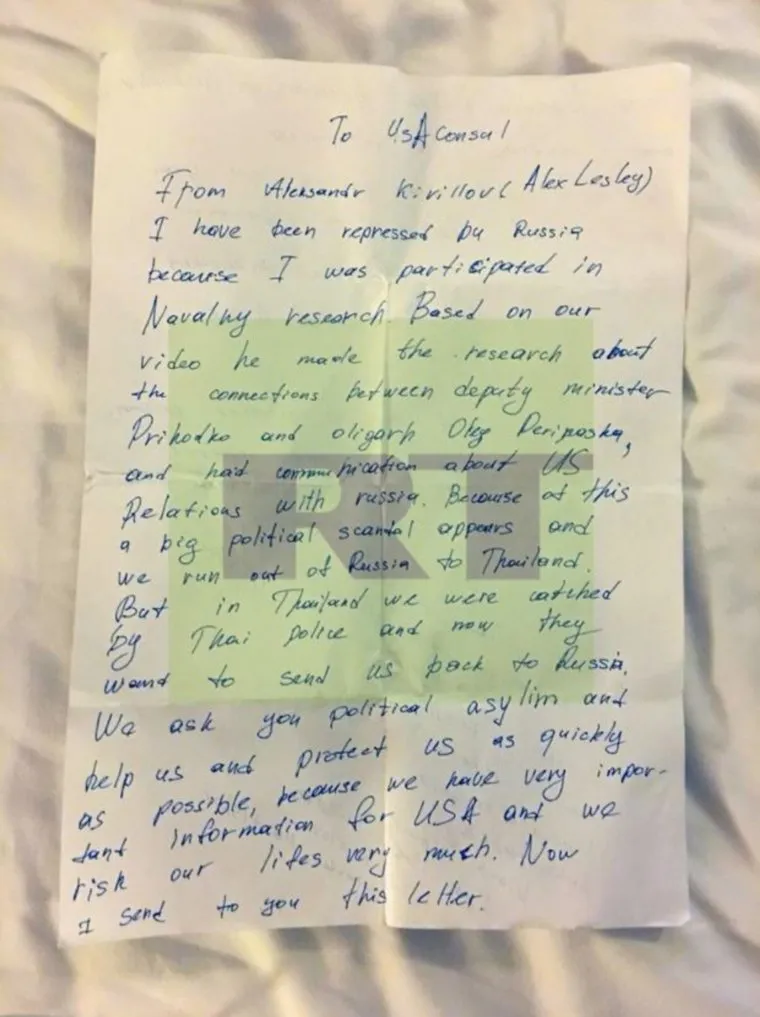 To USA Consul
From Aleksandr Kirillov (Alex Lesley)
I have been repressed by Russia
because I was participated in
Navalny research. Based on our
video he made the research about
the connections between deputy minister
Prihodko and oligarh Oleg Deripaska,
and had communication about US
Relations with russia. Because of this
a big political scandal appears and
we run out of Russia to Thailand.
But in Thailand we were catched
by Thai police and now they
wand to send us back to Russia.
We ask you political asylim and
help us and protect us as quickly
as possible, because we have very impor-
tant information for USA and we
risk our lifes very much. Now
I send to you this letter.
RT